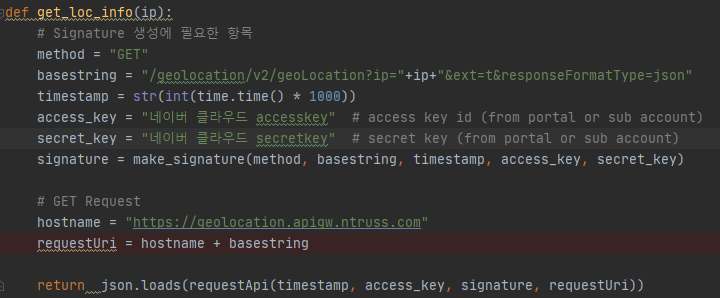 def get_loc_info(ip):
# Signature 생성에 필요한 항목
method = "GET"
basestring = "/geolocation/v2/geoLocation?ip="+ip+"&ext=t&responseFormatType=json"
timestamp = str(int(time.time() * 1000))
access_key = "네이버 클라우드 accesskey"  # access key id (from portal or sub account)
secret_key = "네이버 클라우드 secretkey"  # secret key (from portal or sub account)
signature = make_signature(method, basestring, timestamp, access_key, secret_key)
# GET Request
hostname = "https://geolocation.apigw.ntruss.com"
requestUri = hostname + basestring
return  json.loads(requestApi(timestamp, access_key, signature, requestUri))